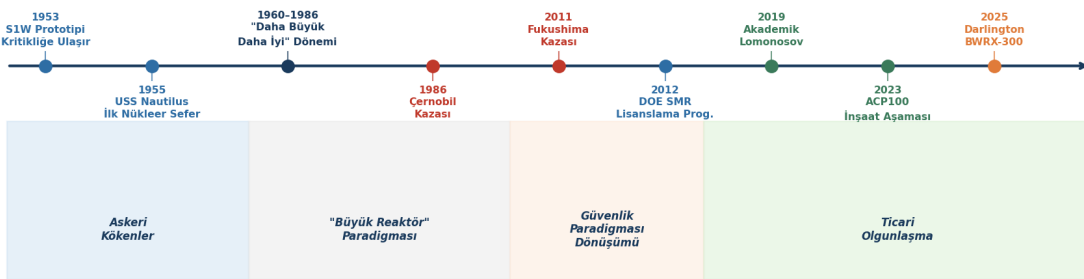 1953
S1W Prototipi
Kritikliğe Ulaşır
1955
USS Nautilus
İlk Nükleer Sefer
1960–1986
"Daha Büyük
Daha İyi" Dönemi
1986
Çernobil
Kazası
2011
Fukushima
Kazası
2012
DOE SMR
Lisanslama Prog.
2019
Akademik
Lomonosov
2023
ACP100
İnşaat Aşaması
2025
Darlington
BWRX-300
Askeri
Kökenler
"Büyük Reaktör"
Paradigması
Güvenlik
Paradigması
Dönüşümü
Ticari
Olgunlaşma